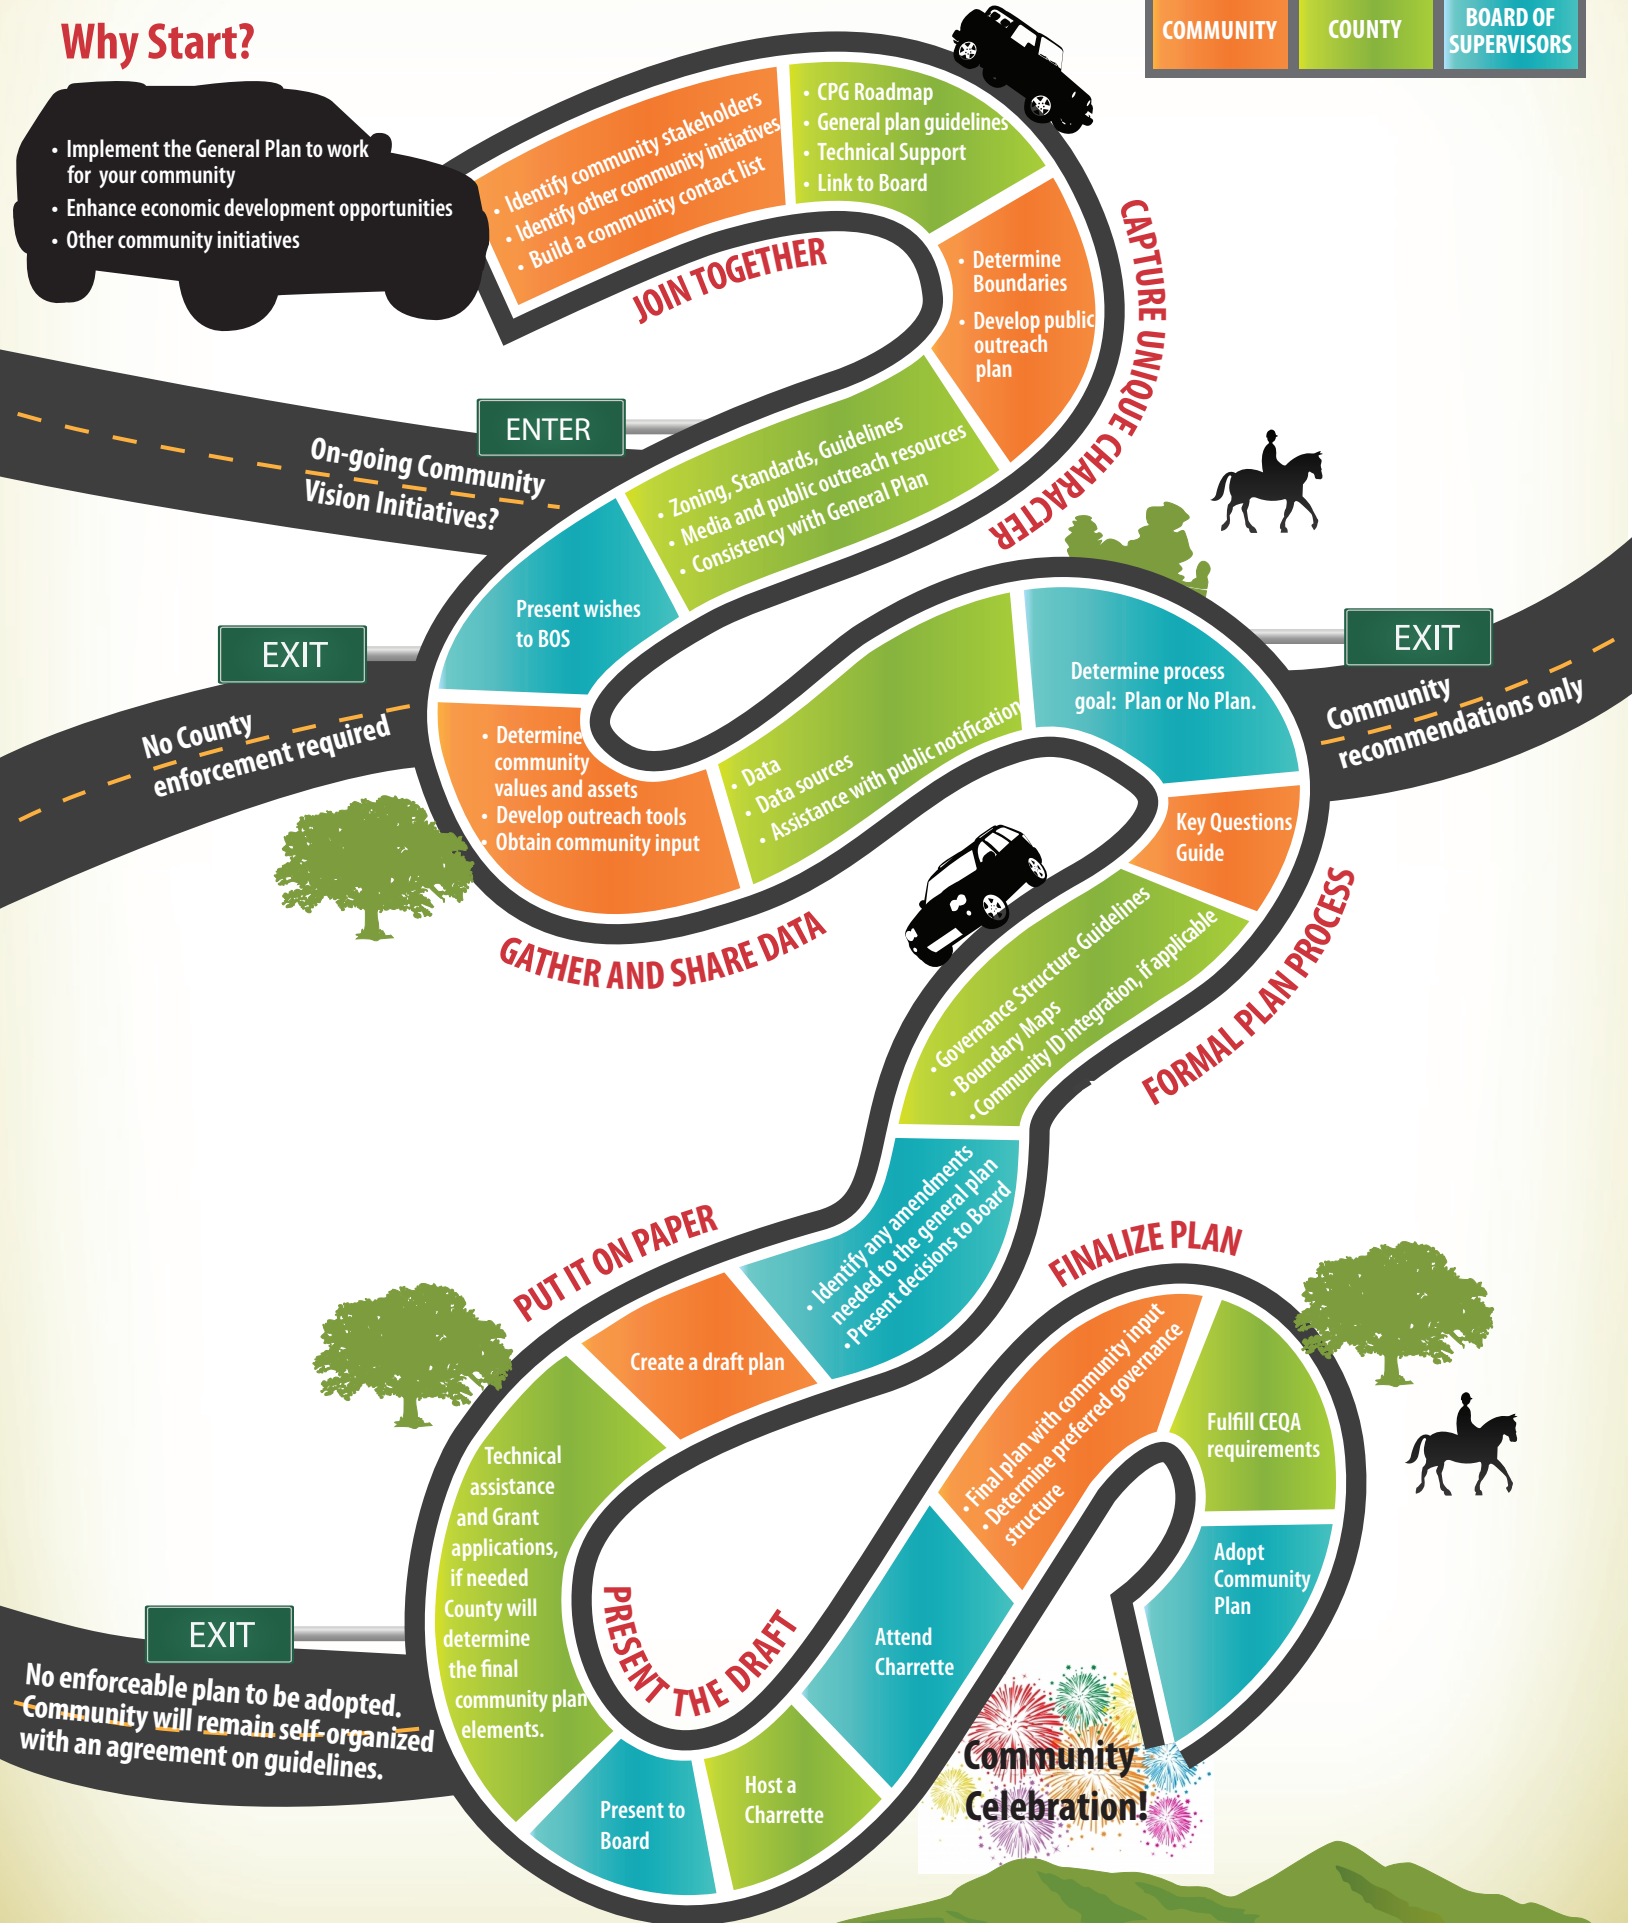 Why Start?
• Implement the General Plan to work
for your community
• Enhance economic development opportunities
• Other community initiatives
COMMUNITY
COUNTY
BOARD OF
SUPERVISORS
• Identify community stakeholders
• Identify other community initiatives
• Build a community contact list
• CPG Roadmap
• General plan guidelines
• Technical Support
• Link to Board
JOIN TOGETHER
• Determine
Boundaries
• Develop public
outreach
plan
CAPTURE UNIQUE CHARACTER
• Zoning, Standards, Guidelines
• Media and public outreach resources
• Consistency with General Plan
ENTER
On-going Community
Vision Initiatives?
Present wishes
to BOS
EXIT
No County
enforcement required
• Determine
community
values and assets
• Develop outreach tools
• Obtain community input
• Data
• Data sources
• Assistance with public notification
GATHER AND SHARE DATA
Determine process
goal: Plan or No Plan.
EXIT
Community
recommendations only
Key Questions
Guide
FORMAL PLAN PROCESS
• Governance Structure Guidelines
• Boundary Maps
• Community ID integration, if applicable
• Identify any amendments
needed to the general plan
• Present decisions to Board
PUT IT ON PAPER
Create a draft plan
Technical
assistance
and Grant
applications,
if needed
County will
determine
the final
community plan
elements.
EXIT
No enforceable plan to be adopted.
Community will remain self-organized
with an agreement on guidelines.
Present to
Board
PRESENT THE DRAFT
Host a
Charrette
Attend
Charrette
FINALIZE PLAN
• Final plan with community input
• Determine preferred governance
structure
Fulfill CEQA
requirements
Adopt
Community
Plan
Community
Celebration!